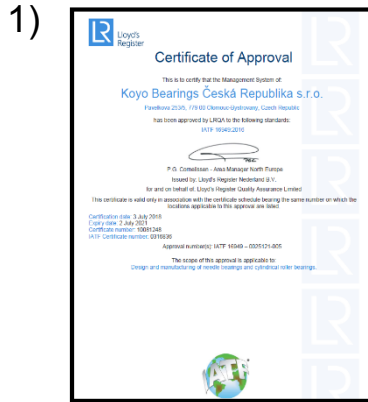 1)
LR
Lloyd's
Register
Certificate of Approval
This is to certify that the Management System of:
Koyo Bearings Česká Republika s.r.o.
Pavelkova 253/5, 779 00 Olomouc-Bystrovany, Czech Republic
has been approved by LRQA to the following standards:
IATF 16949:2016
P.G. Cornelissen - Area Manager North Europe
Issued by: Lloyd's Register Nederland B.V.
for and on behalf of: Lloyd's Register Quality Assurance Limited
This certificate is valid only in association with the certificate schedule bearing the same number on which the
locations applicable to this approval are listed
Certification date: 3 July 2018
Expiry date: 2 July 2021
Certificate number: 10081248
IATF Certificate number: 0316636
Approval number(s): IATF 16949 – 0025121-005
The scope of this approval is applicable to:
Design and manufacturing of needle bearings and cylindrical roller bearings.
IATF